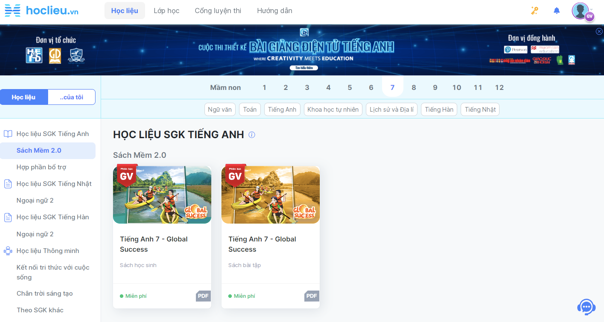 hoclieu.vn
Học liệu
Lớp học
Cổng luyện thi
Hướng dẫn
GV
Đơn vị tổ chức
CUỘC THI THIẾT KẾ BÀI GIẢNG ĐIỆN TỬ TIẾNG ANH
WHEN CREATIVITY MEETS EDUCATION
Đơn vị đồng hành
Mầm non 1 2 3 4 5 6 7 8 9 10 11 12
Học liệu
...của tôi
Ngữ văn
Toán
Tiếng Anh
Khoa học tự nhiên
Lịch sử và Địa lí
Tiếng Hàn
Tiếng Nhật
Học liệu SGK Tiếng Anh
Sách Mềm 2.0
Hợp phần bổ trợ
Học liệu SGK Tiếng Nhật
Ngoại ngữ 2
Học liệu SGK Tiếng Hàn
Ngoại ngữ 2
Học liệu Thông minh
Kết nối tri thức với cuộc
sống
Chân trời sáng tạo
Theo SGK khác
HỌC LIỆU SGK TIẾNG ANH
Sách Mềm 2.0
GV
GLOBAL
SUCCESS
Tiếng Anh 7 - Global
Success
Sách học sinh
Miễn phí
PDF
GV
GLOBAL
SUCCESS
Tiếng Anh 7 - Global
Success
Sách bài tập
Miễn phí
PDF